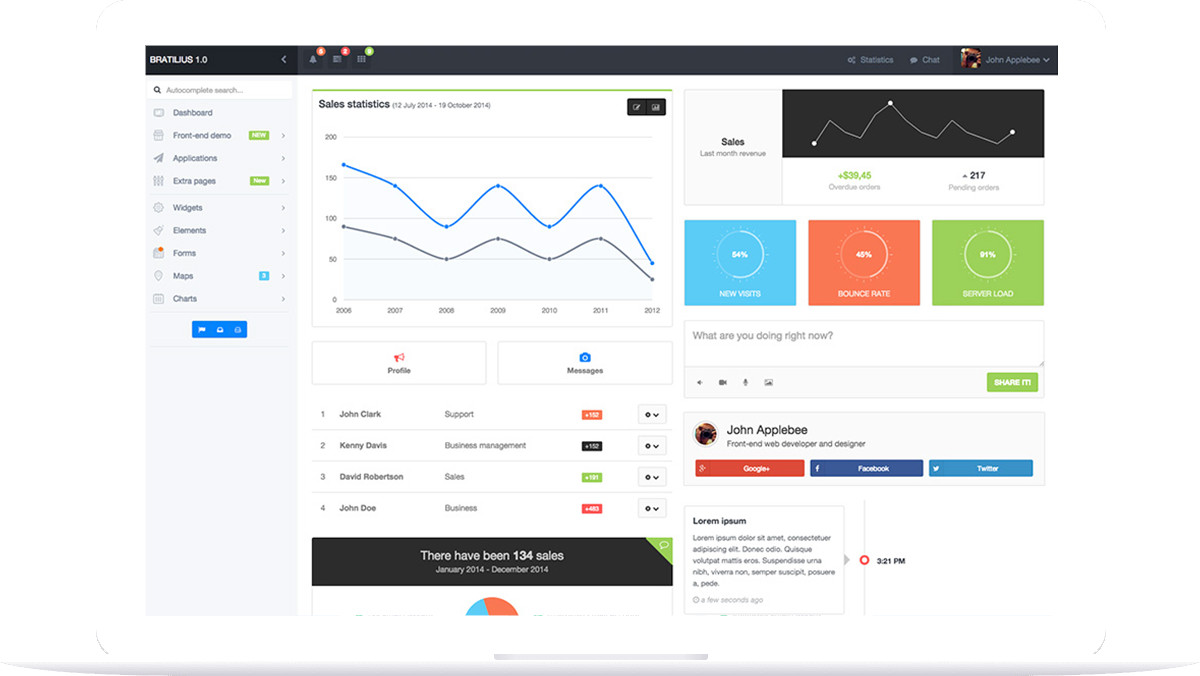 BRATILIUS 1.0
5
2
Statistics
Chat
John Applebee
Autocomplete search...
Dashboard
Front-end demo NEW
Applications
Extra pages New
Widgets
Elements
Forms
Maps 3
Charts
Sales statistics (12 July 2014 - 19 October 2014)
200
150
100
50
0
2006 2007 2008 2009 2010 2011 2012
Profile
Messages
1 John Clark Support +152
2 Kenny Davis Business management +152
3 David Robertson Sales +191
4 John Doe Business +483
There have been 134 sales
January 2014 - December 2014
Sales
Last month revenue
+$39,45
Overdue orders
217
Pending orders
54%
NEW VISITS
45%
BOUNCE RATE
91%
SERVER LOAD
What are you doing right now?
SHARE IT!
John Applebee
Front-end web developer and designer
Google+
Facebook
Twitter
Lorem ipsum
Lorem ipsum dolor sit amet, consectetuer
adipiscing elit. Donec odio. Quisque
volutpat mattis eros. Suspendisse urna
nibh, viverra non, semper suscipit, posuere
a, pede.
a few seconds ago
3:21 PM